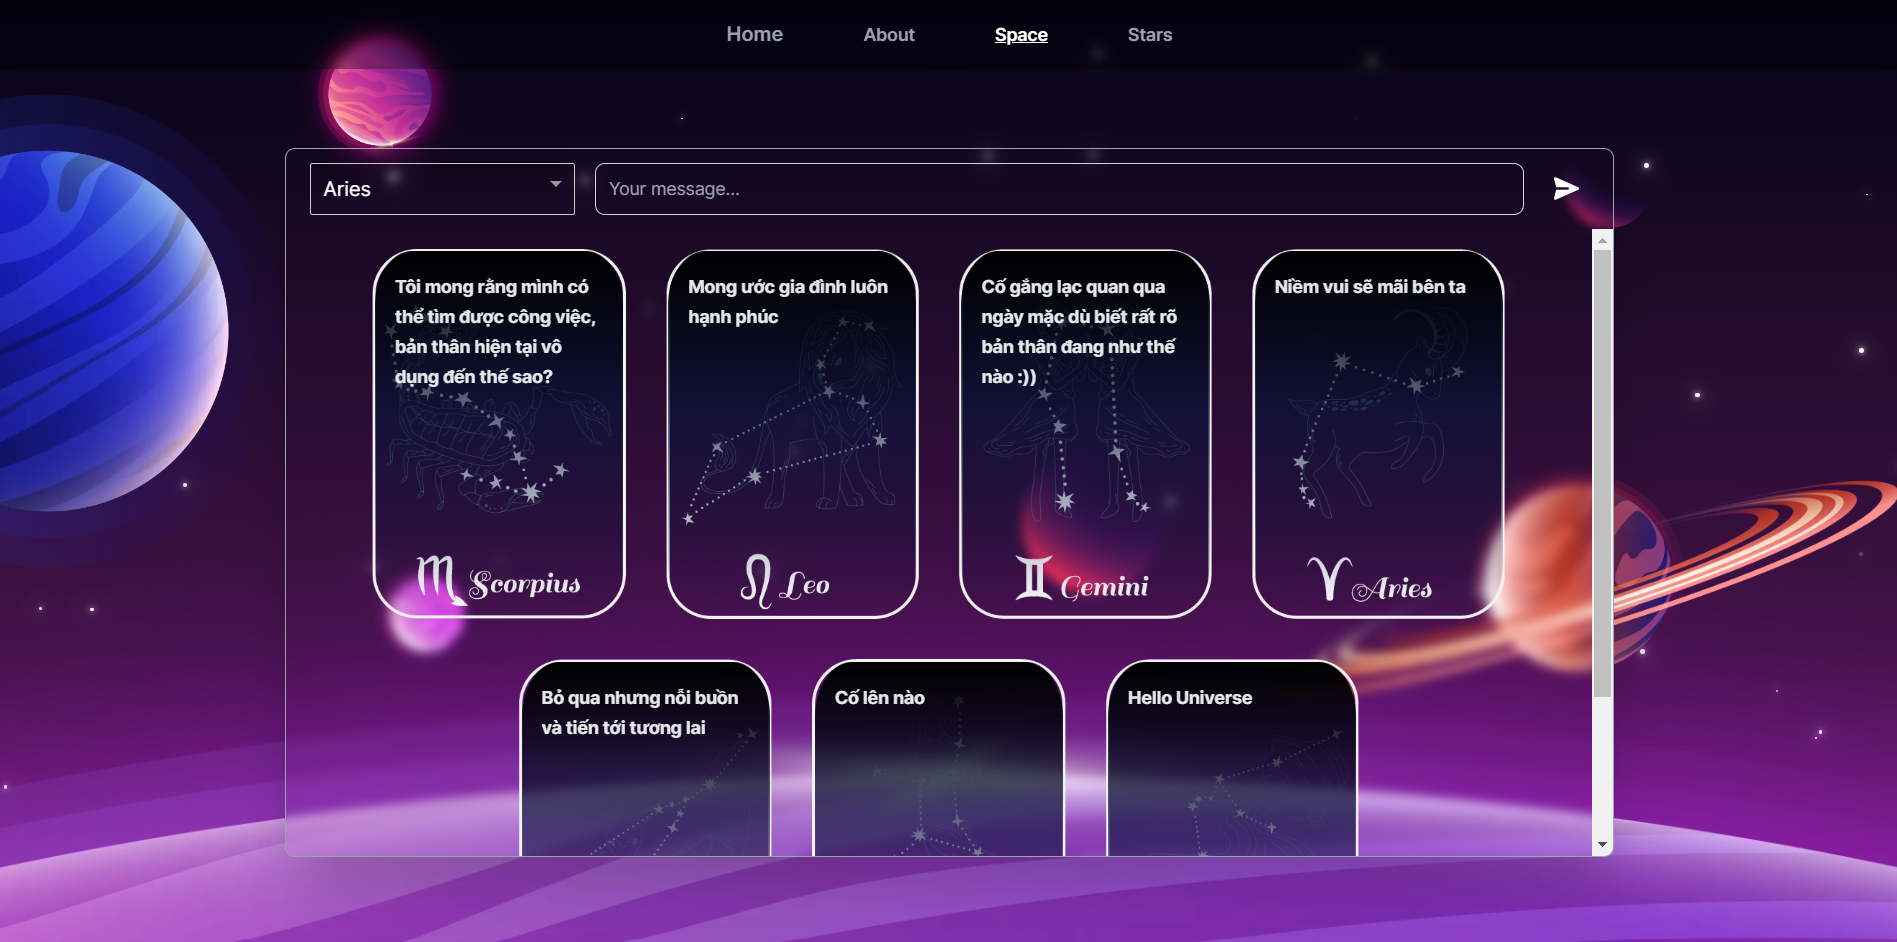 Home About Space Stars
Aries
Your message...
Tôi mong rằng mình có
thể tìm được công việc,
bản thân hiện tại vô
dụng đến thế sao?
Scorpius
Mong ước gia đình luôn
hạnh phúc
Leo
Cố gắng lạc quan qua
ngày mặc dù biết rất rõ
bản thân đang như thế
nào :))
Gemini
Niềm vui sẽ mãi bên ta
Aries
Bỏ qua nhưng nỗi buồn
và tiến tới tương lai
Cố lên nào
Hello Universe